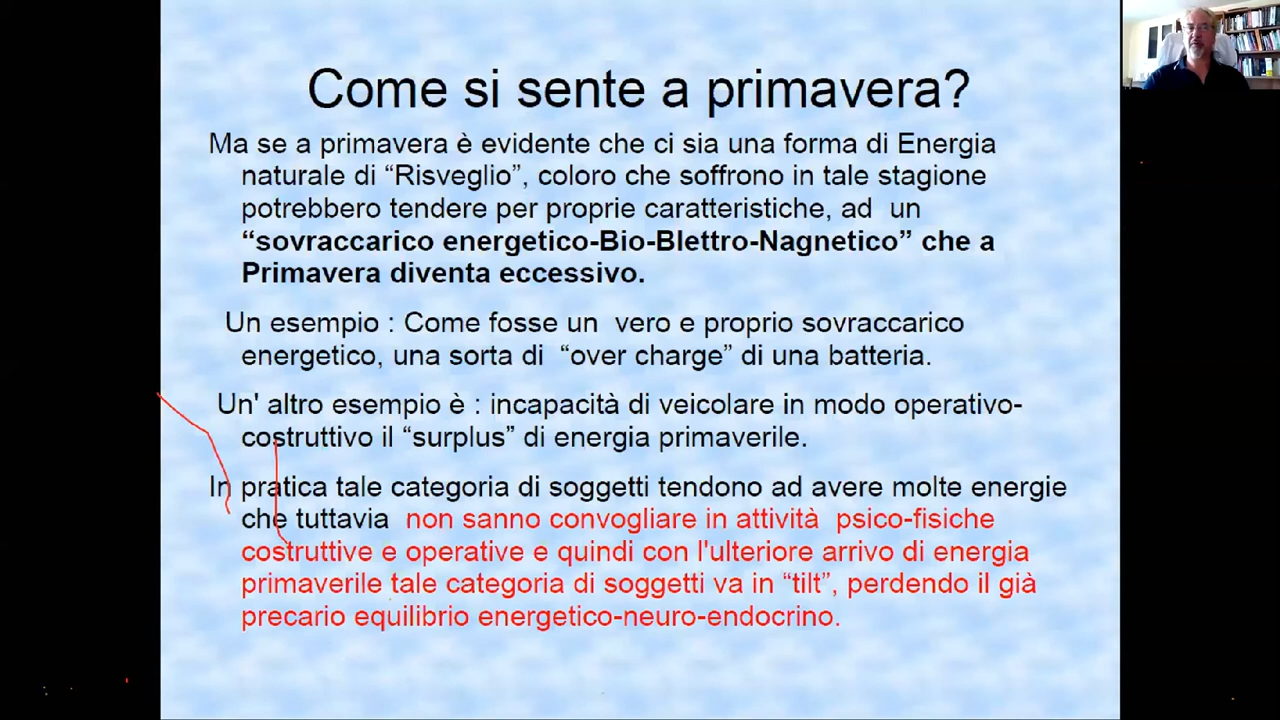 Come si sente a primavera?
Ma se a primavera è evidente che ci sia una forma di Energia
naturale di “Risveglio”, coloro che soffrono in tale stagione
potrebbero tendere per proprie caratteristiche, ad un
“sovraccarico energetico-Bio-Blettro-Nagnetico” che a
Primavera diventa eccessivo.
Un esempio : Come fosse un vero e proprio sovraccarico
energetico, una sorta di “over charge” di una batteria.
Un' altro esempio è : incapacità di veicolare in modo operativo-
costruttivo il “surplus” di energia primaverile.
In pratica tale categoria di soggetti tendono ad avere molte energie
che tuttavia non sanno convogliare in attività psico-fisiche
costruttive e operative e quindi con l'ulteriore arrivo di energia
primaverile tale categoria di soggetti va in “tilt”, perdendo il già
precario equilibrio energetico-neuro-endocrino.